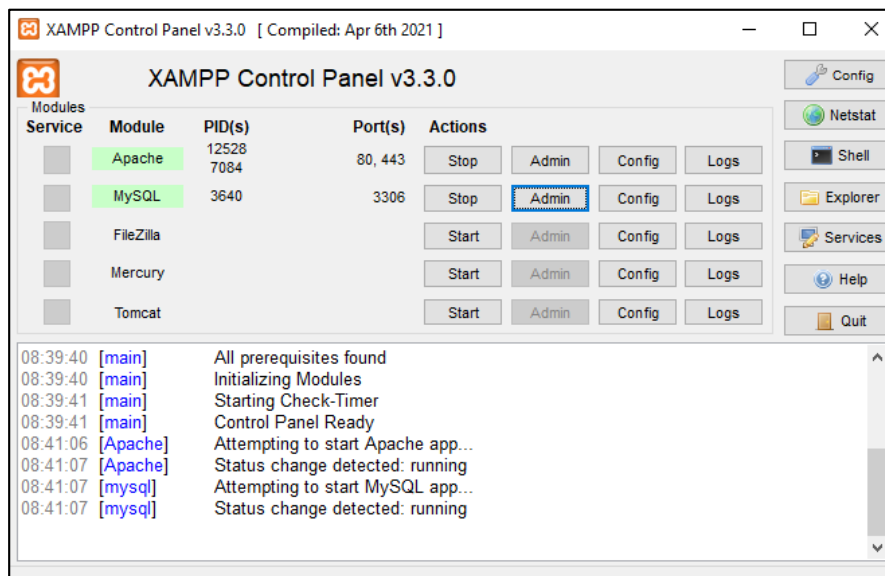 XAMPP Control Panel v3.3.0 [ Compiled: Apr 6th 2021 ]
XAMPP Control Panel v3.3.0
Config
Modules
Service Module PID(s) Port(s) Actions
Netstat
Apache 12528 7084 80, 443 Stop Admin Config Logs
Shell
MySQL 3640 3306 Stop Admin Config Logs
Explorer
FileZilla Start Admin Config Logs
Services
Mercury Start Admin Config Logs
Help
Tomcat Start Admin Config Logs
Quit
08:39:40 [main] All prerequisites found
08:39:40 [main] Initializing Modules
08:39:41 [main] Starting Check-Timer
08:39:41 [main] Control Panel Ready
08:41:06 [Apache] Attempting to start Apache app...
08:41:07 [Apache] Status change detected: running
08:41:07 [mysql] Attempting to start MySQL app...
08:41:07 [mysql] Status change detected: running